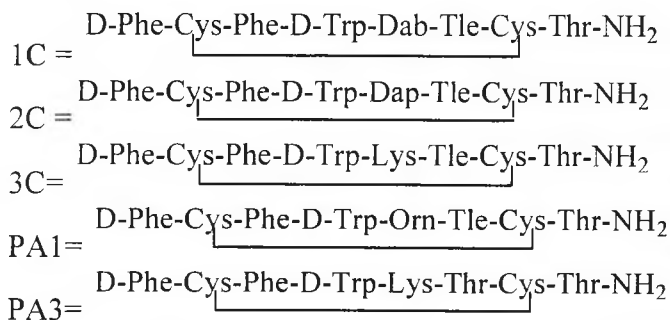 D-Phe-Cys-Phe-D-Trp-Dab-Tle-Cys-Thr-NH2
1C =
D-Phe-Cys-Phe-D-Trp-Dap-Tle-Cys-Thr-NH2
2C=
D-Phe-Cys-Phe-D-Trp-Lys-Tle-Cys-Thr-NH2
3C=
D-Phe-Cys-Phe-D-Trp-Orn-Tle-Cys-Thr-NH2
PA1=
D-Phe-Cys-Phe-D-Trp-Lys-Thr-Cys-Thr-NH2
PA3=